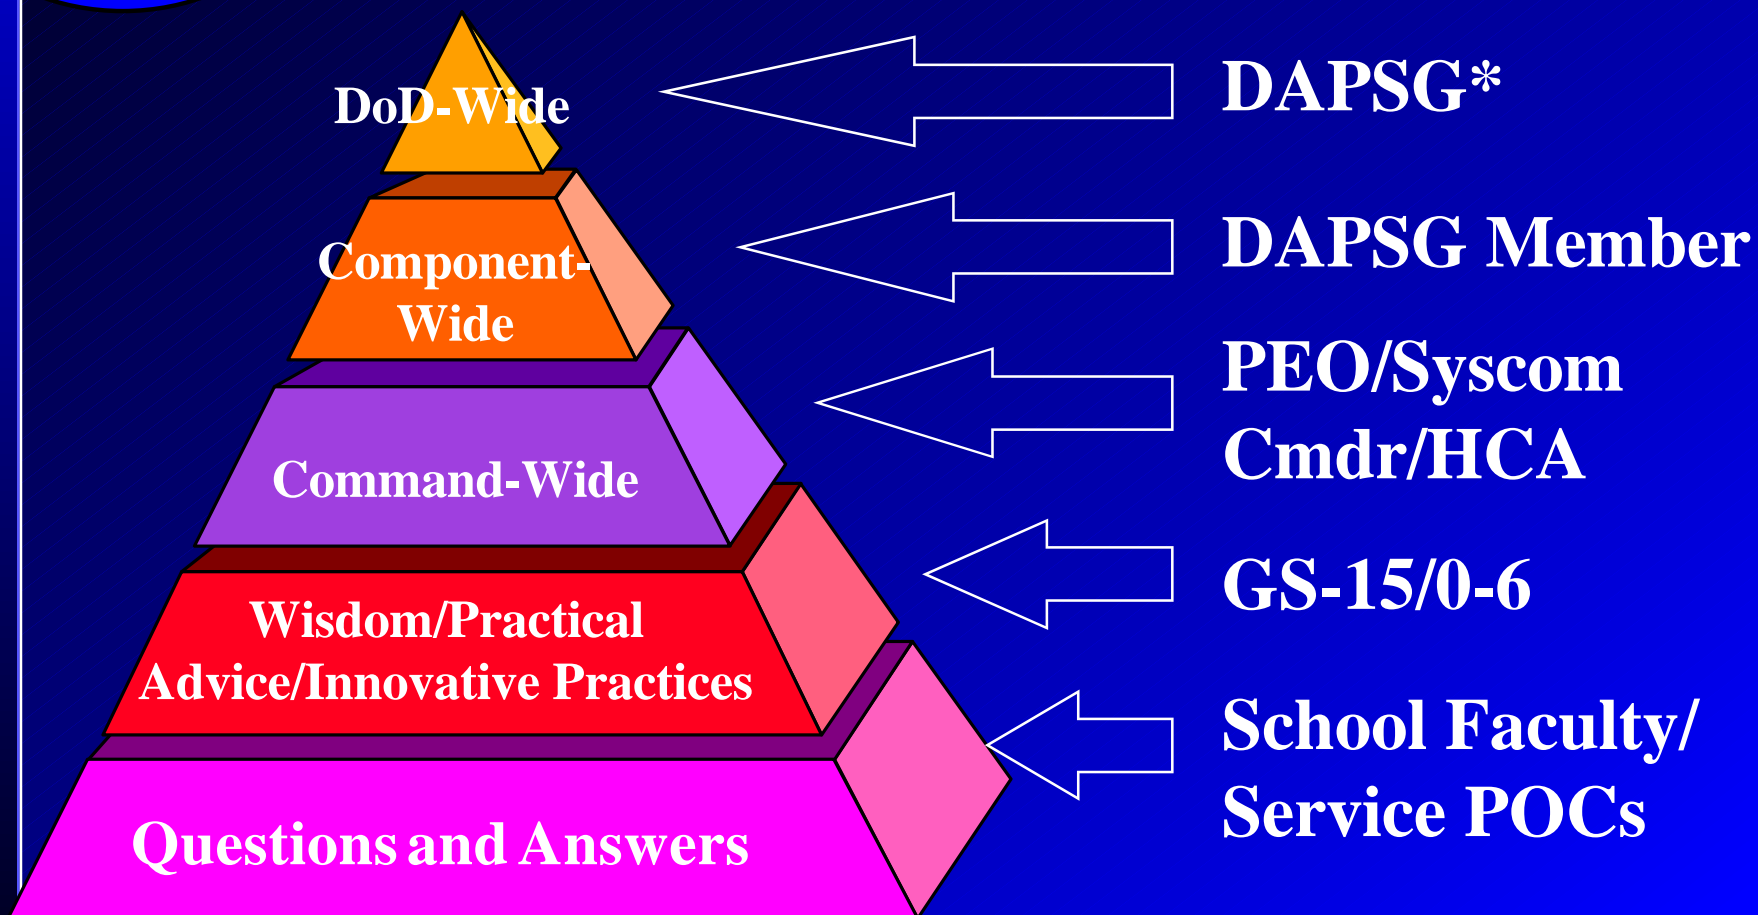 DoD-Wide
DAPSG*
Component-
Wide
DAPSG Member
Command-Wide
PEO/Syscom
Cmdr/HCA
Wisdom/Practical
Advice/Innovative Practices
GS-15/0-6
Questions and Answers
School Faculty/
Service POCs